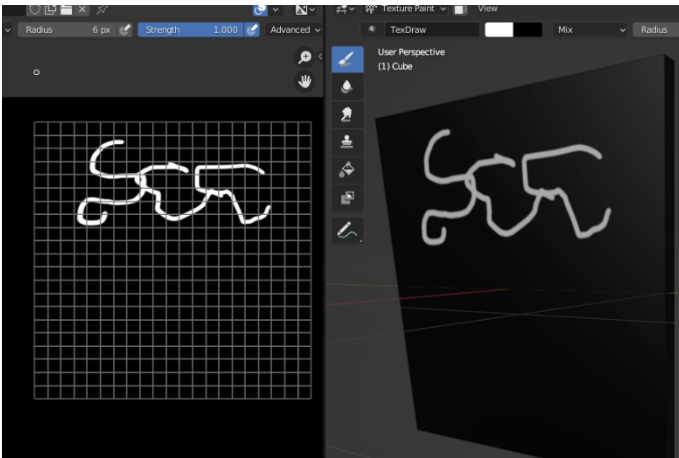 Radius 6 px Strength 1.000 Advanced
Texture Paint View
TexDraw Mix Radius
User Perspective
(1) Cube